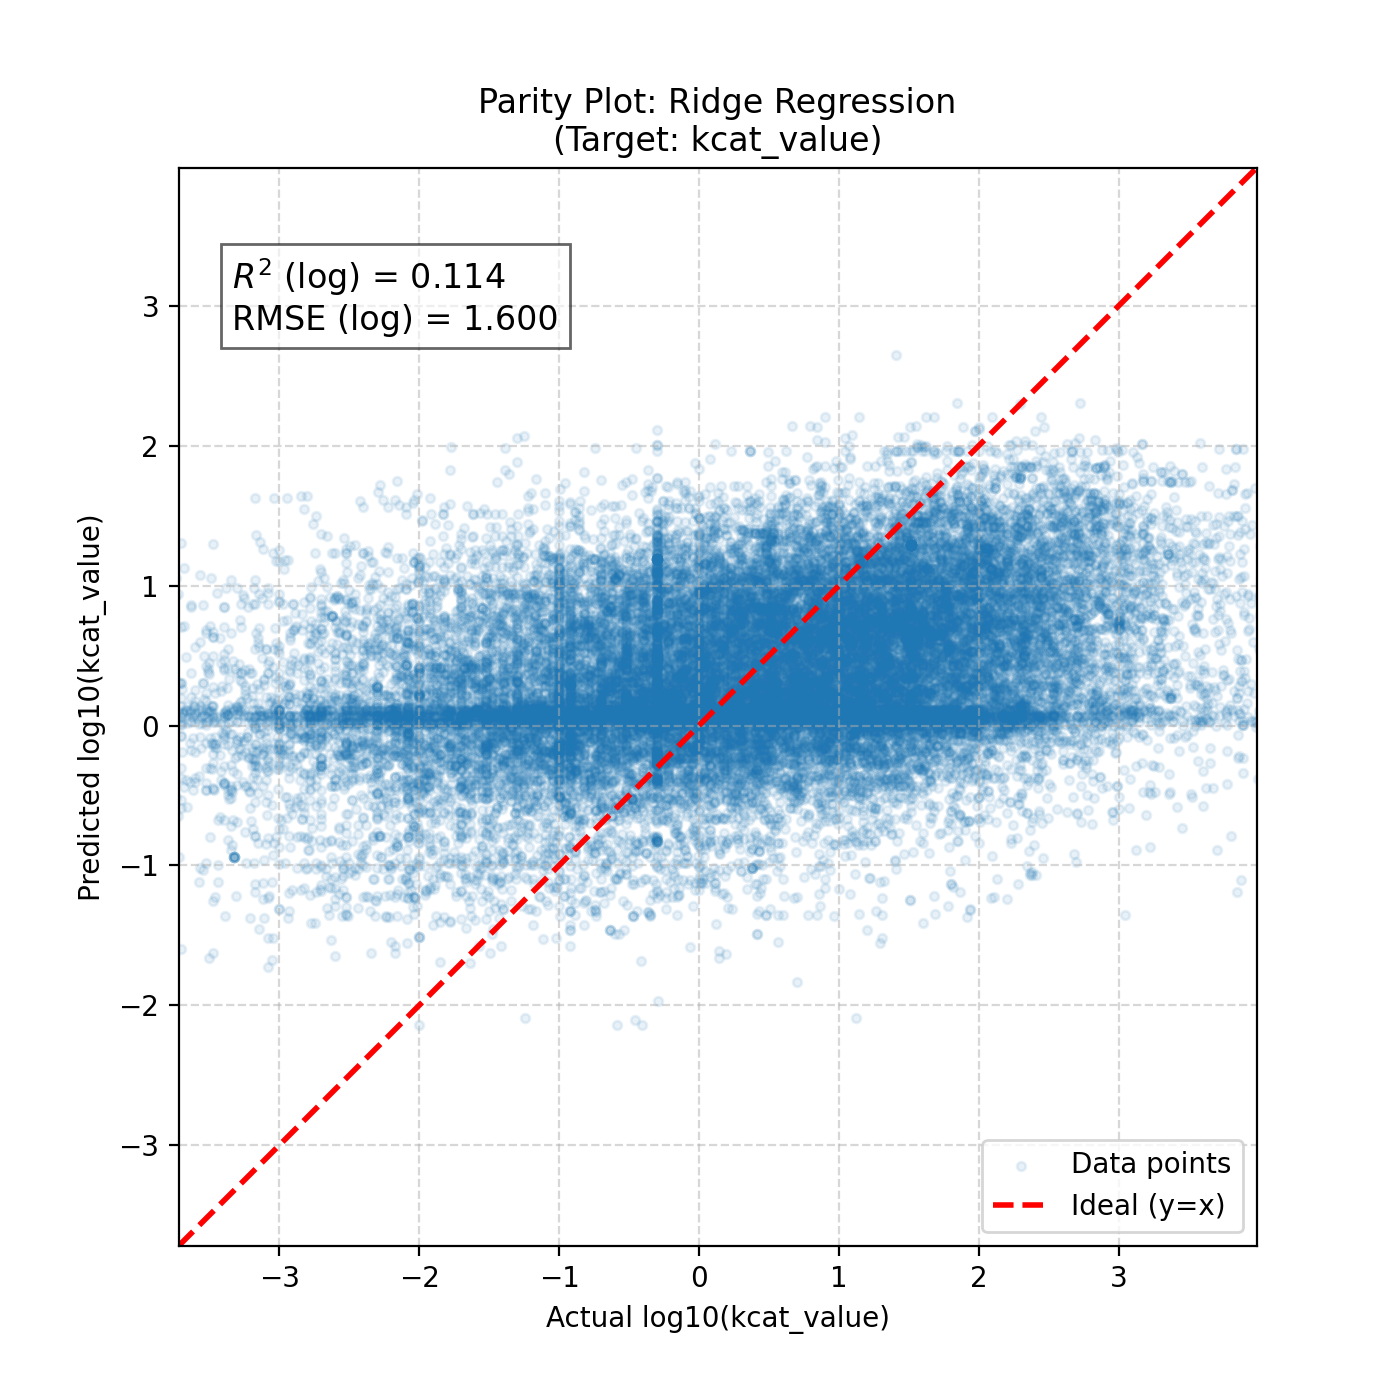 Parity Plot: Ridge Regression
(Target: kcat_value)
R² (log) = 0.114
RMSE (log) = 1.600
Predicted log10(kcat_value)
3
2
1
0
−1
−2
−3
Data points
Ideal (y=x)
−3 −2 −1 0 1 2 3
Actual log10(kcat_value)